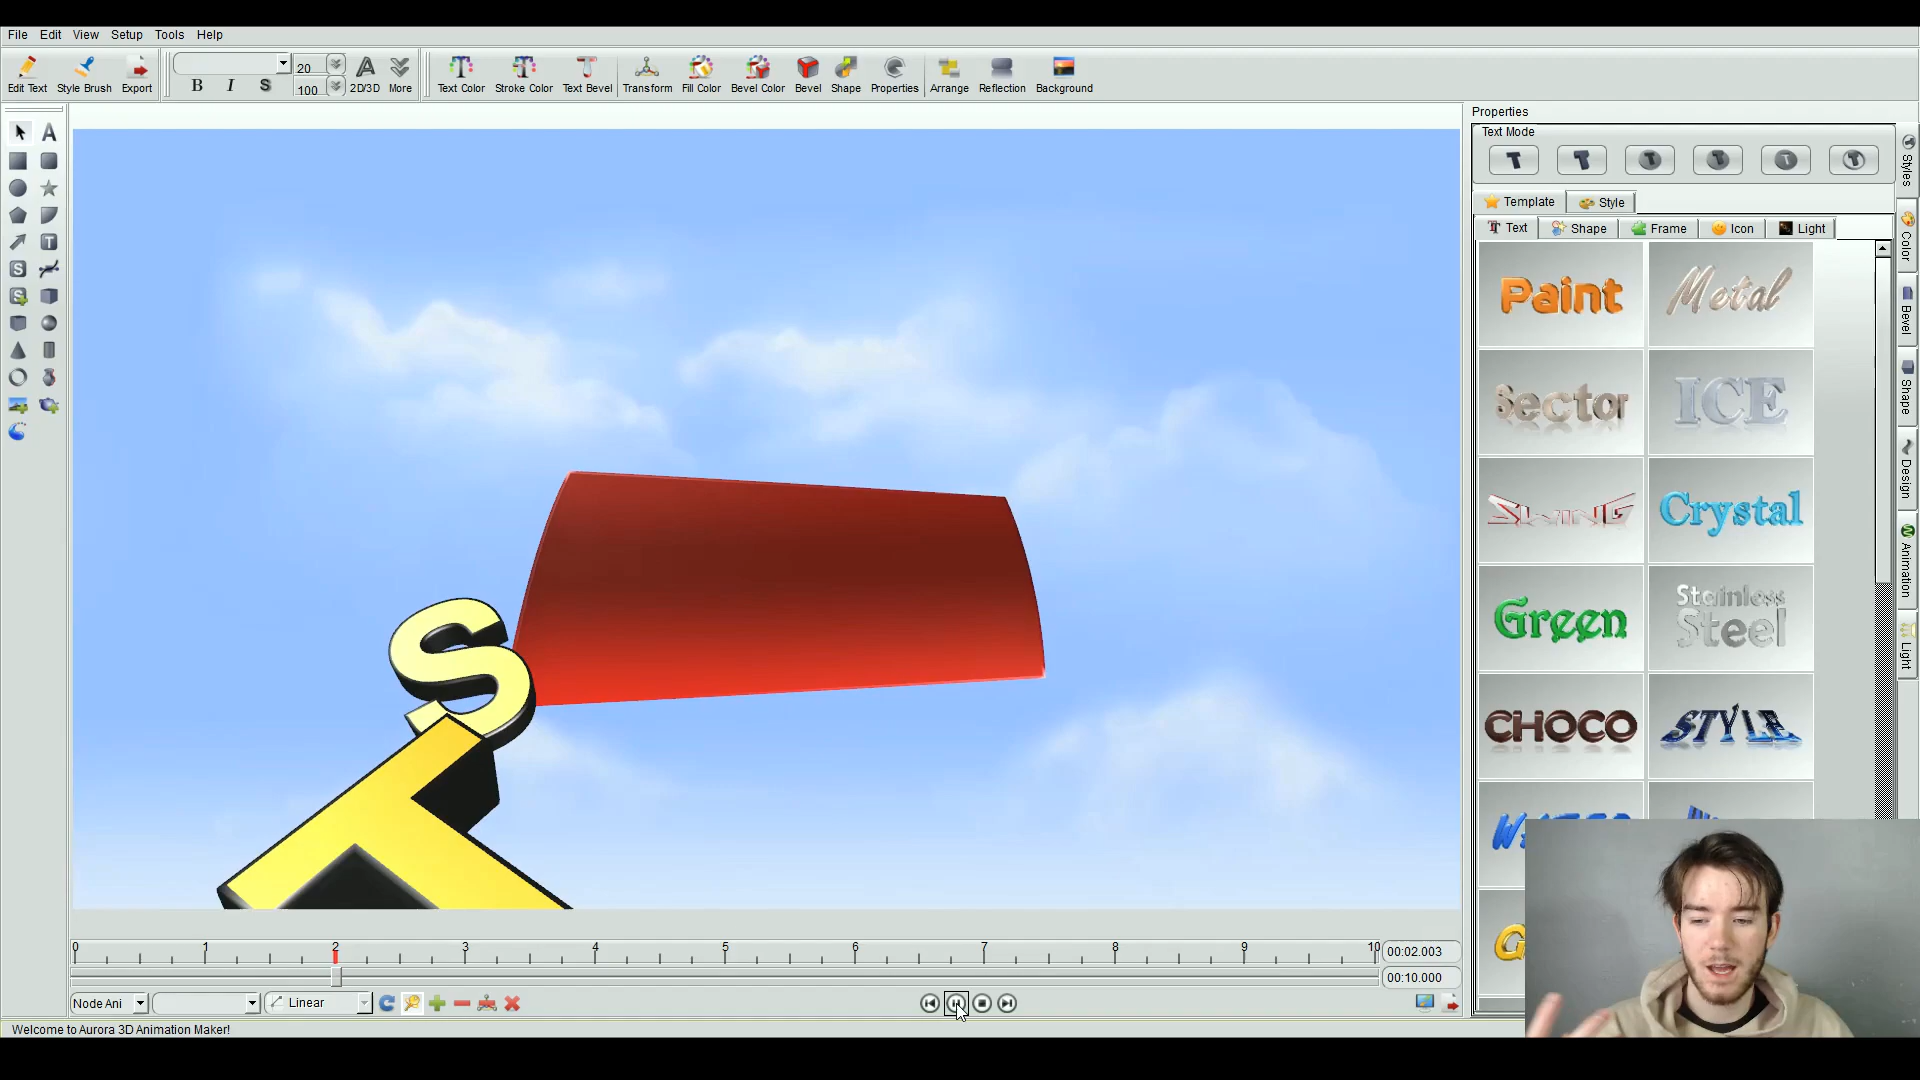 File Edit View Setup Tools Help
Edit Text Style Brush Export
20
B I S 100 2D/3D More
Text Color Stroke Color Text Bevel Transform Fill Color Bevel Color Bevel Shape Properties Arrange Reflection Background
Properties
Text Mode
Template Style
Text Shape Frame Icon Light
Paint Metal
Sector ICE
SWING Crystal
Green Stainless Steel
CHOCO STYLE
Styles
Color
Bevel
Shape
Design
Animation
Light
S
T
0 1 2 3 4 5 6 7 8 9 10
00:02.003
00:10.000
Node Ani Linear
Welcome to Aurora 3D Animation Maker!